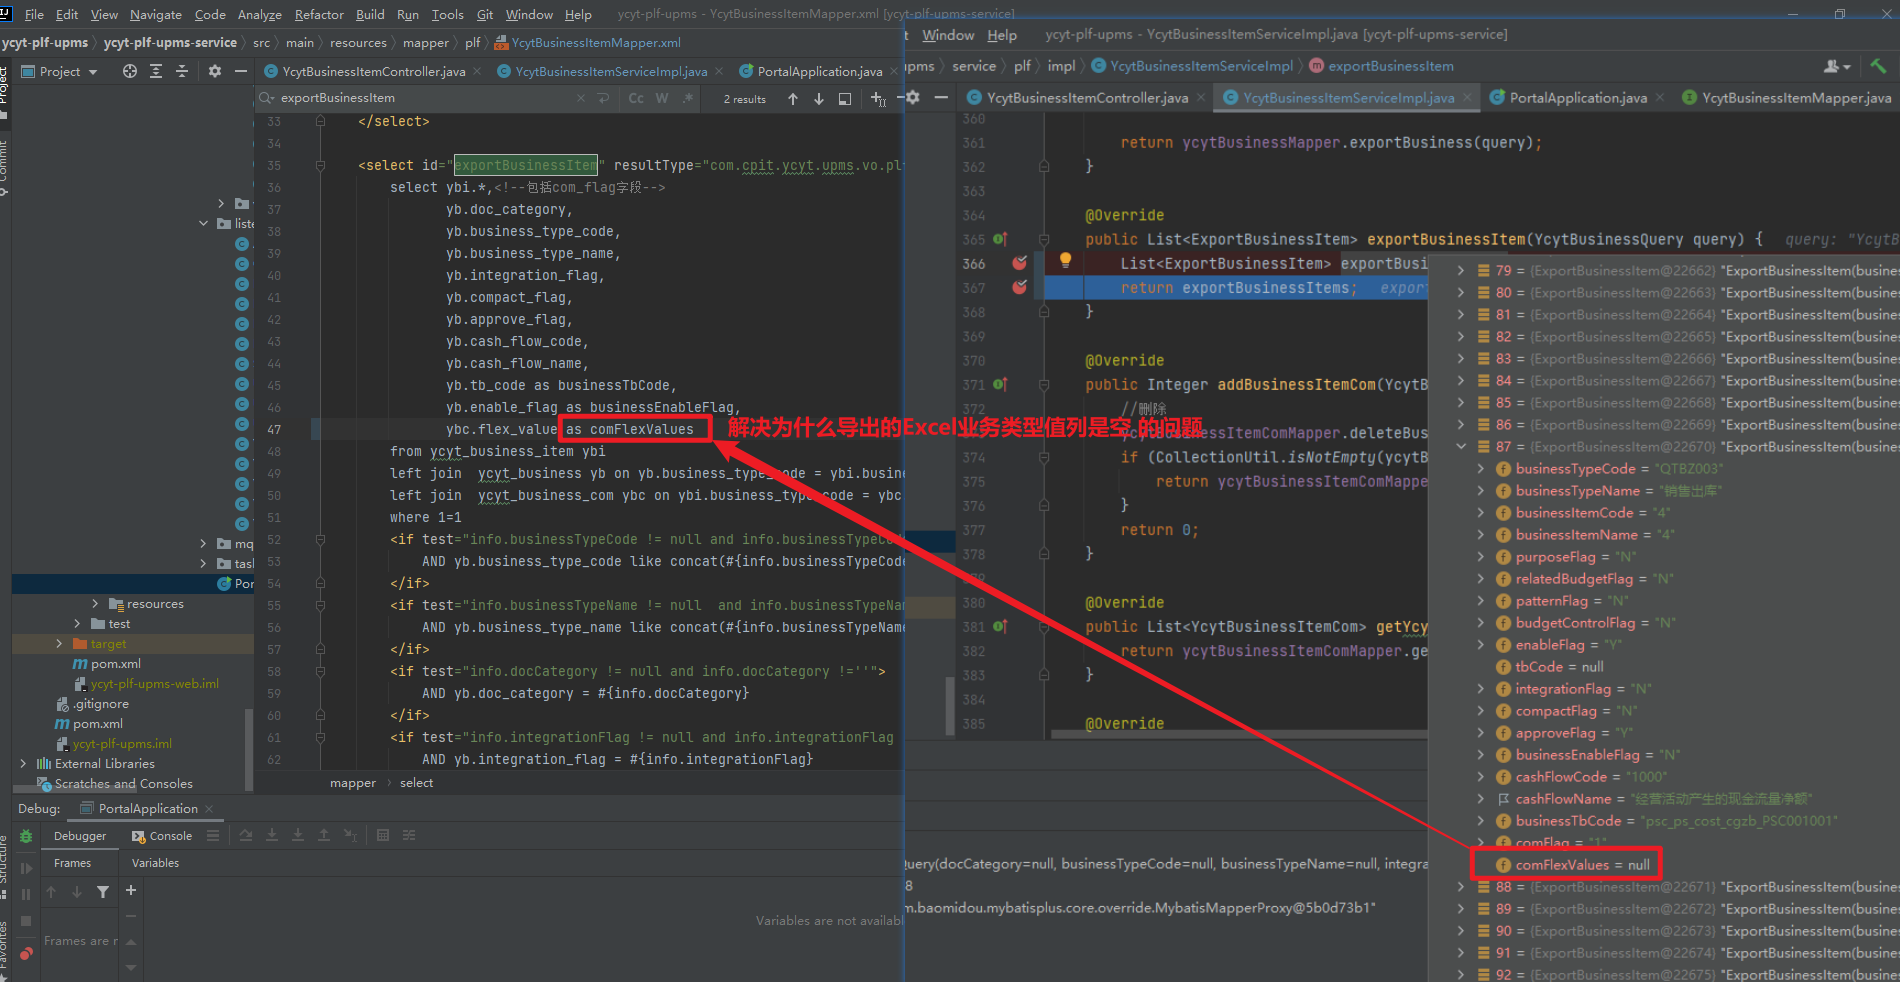 File Edit View Navigate Code Analyze Refactor Build Run Tools Git Window Help ycyt-plf-upms - YcytBusinessItemMapper.xml [ycyt-plf-upms-service]
ycyt-plf-upms ycyt-plf-upms-service src main resources mapper plf YcytBusinessItemMapper.xml
Project
YcytBusinessItemController.java YcytBusinessItemServiceImpl.java PortalApplication.java
exportBusinessItem Cc W .* 2 results
Project
Commit
Structure
Favorites
liste
mq
task
Por
resources
test
target
pom.xml
ycyt-plf-upms-web.iml
.gitignore
pom.xml
ycyt-plf-upms.iml
External Libraries
Scratches and Consoles
33 </select>
34
35 <select id="exportBusinessItem" resultType="com.cpit.ycyt.upms.vo.pl
36 select ybi.*,<!--包括com_flag字段-->
37 yb.doc_category,
38 yb.business_type_code,
39 yb.business_type_name,
40 yb.integration_flag,
41 yb.compact_flag,
42 yb.approve_flag,
43 yb.cash_flow_code,
44 yb.cash_flow_name,
45 yb.tb_code as businessTbCode,
46 yb.enable_flag as businessEnableFlag,
47 ybc.flex_value as comFlexValues
解决为什么导出的Excel业务类型值列是空 的问题
48 from ycyt_business_item ybi
49 left join ycyt_business yb on yb.business_type_code = ybi.busine
50 left join ycyt_business_com ybc on ybi.business_type_code = ybc
51 where 1=1
52 <if test="info.businessTypeCode != null and info.businessTypeCod
53 AND yb.business_type_code like concat(#{info.businessTypeCode
54 </if>
55 <if test="info.businessTypeName != null and info.businessTypeNam
56 AND yb.business_type_name like concat(#{info.businessTypeName
57 </if>
58 <if test="info.docCategory != null and info.docCategory !=''">
59 AND yb.doc_category = #{info.docCategory}
60 </if>
61 <if test="info.integrationFlag != null and info.integrationFlag
62 AND yb.integration_flag = #{info.integrationFlag}
mapper select
Debug: PortalApplication
Debugger Console
Frames Variables
Frames are n
Variables are not availabl
t Window Help ycyt-plf-upms - YcytBusinessItemServiceImpl.java [ycyt-plf-upms-service]
upms service plf impl YcytBusinessItemServiceImpl exportBusinessItem
YcytBusinessItemController.java YcytBusinessItemServiceImpl.java PortalApplication.java YcytBusinessItemMapper.java
360
361 return ycytBusinessMapper.exportBusiness(query);
362 }
363
364 @Override
365 public List<ExportBusinessItem> exportBusinessItem(YcytBusinessQuery query) { query: "YcytB
366 List<ExportBusinessItem> exportBusi
367 return exportBusinessItems; export
368 }
369
370 @Override
371 public Integer addBusinessItemCom(YcytB
372 //删除
ycytBusinessItemComMapper.deleteBus
374 if (CollectionUtil.isNotEmpty(ycytB
375 return ycytBusinessItemComMappe
376 }
377 return 0;
378 }
379
380 @Override
381 public List<YcytBusinessItemCom> getYcy
382 return ycytBusinessItemComMapper.ge
383 }
384
385 @Override
Query(docCategory=null, businessTypeCode=null, businessTypeName=null, integra
8
m.baomidou.mybatisplus.core.override.MybatisMapperProxy@5b0d73b1"
79 = {ExportBusinessItem@22662} "ExportBusinessItem(busines
80 = {ExportBusinessItem@22663} "ExportBusinessItem(busines
81 = {ExportBusinessItem@22664} "ExportBusinessItem(busines
82 = {ExportBusinessItem@22665} "ExportBusinessItem(busines
83 = {ExportBusinessItem@22666} "ExportBusinessItem(busines
84 = {ExportBusinessItem@22667} "ExportBusinessItem(busines
85 = {ExportBusinessItem@22668} "ExportBusinessItem(busines
86 = {ExportBusinessItem@22669} "ExportBusinessItem(busines
87 = {ExportBusinessItem@22670} "ExportBusinessItem(busines
businessTypeCode = "QTBZ003"
businessTypeName = "销售出库"
businessItemCode = "4"
businessItemName = "4"
purposeFlag = "N"
relatedBudgetFlag = "N"
patternFlag = "N"
budgetControlFlag = "N"
enableFlag = "Y"
tbCode = null
integrationFlag = "N"
compactFlag = "N"
approveFlag = "Y"
businessEnableFlag = "N"
cashFlowCode = "1000"
cashFlowName = "经营活动产生的现金流量净额"
businessTbCode = "psc_ps_cost_cgzb_PSC001001"
comFlag = "1"
comFlexValues = null
88 = {ExportBusinessItem@22671} "ExportBusinessItem(busines
89 = {ExportBusinessItem@22672} "ExportBusinessItem(busines
90 = {ExportBusinessItem@22673} "ExportBusinessItem(busines
91 = {ExportBusinessItem@22674} "ExportBusinessItem(busines
92 = {ExportBusinessItem@22675} "ExportBusinessItem(busines